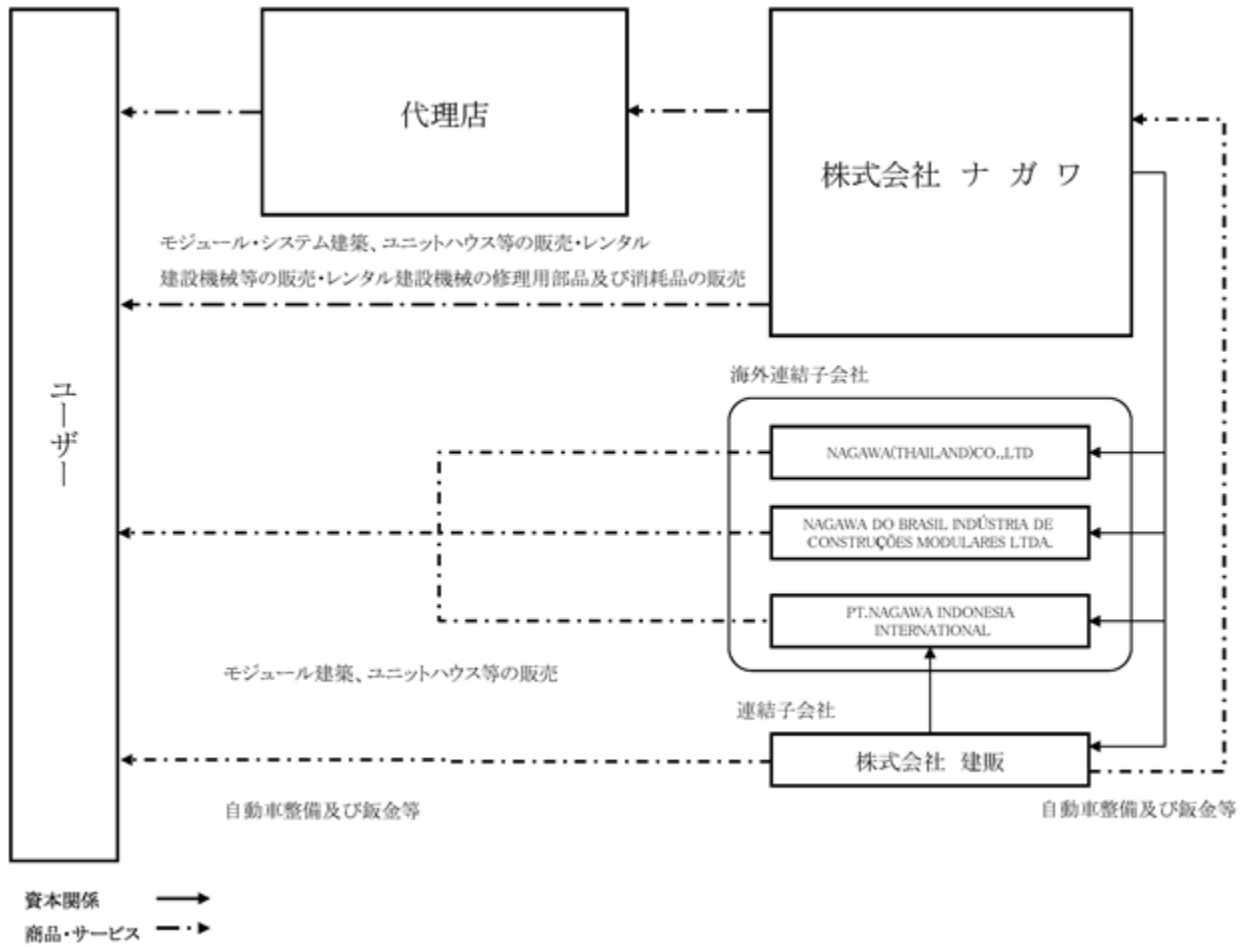 代理店
株式会社 ナ ガ ワ
モジュール・システム建築、ユニットハウス等の販売・レンタル
建設機械等の販売・レンタル建設機械の修理用部品及び消耗品の販売
ユーザー
海外連結子会社
NAGAWA(THAILAND)CO.,LTD
NAGAWA DO BRASIL INDÚSTRIA DE
CONSTRUÇÕES MODULARES LTDA.
PT.NAGAWA INDONESIA
INTERNATIONAL
モジュール建築、ユニットハウス等の販売
連結子会社
株式会社 建販
自動車整備及び鈑金等
自動車整備及び鈑金等
資本関係
商品・サービス